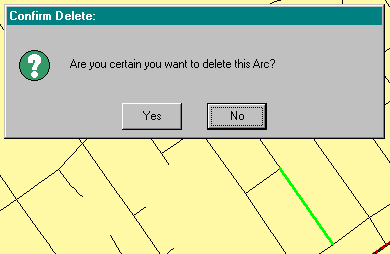 Confirm Delete:
Are you certain you want to delete this Arc?
Yes
No